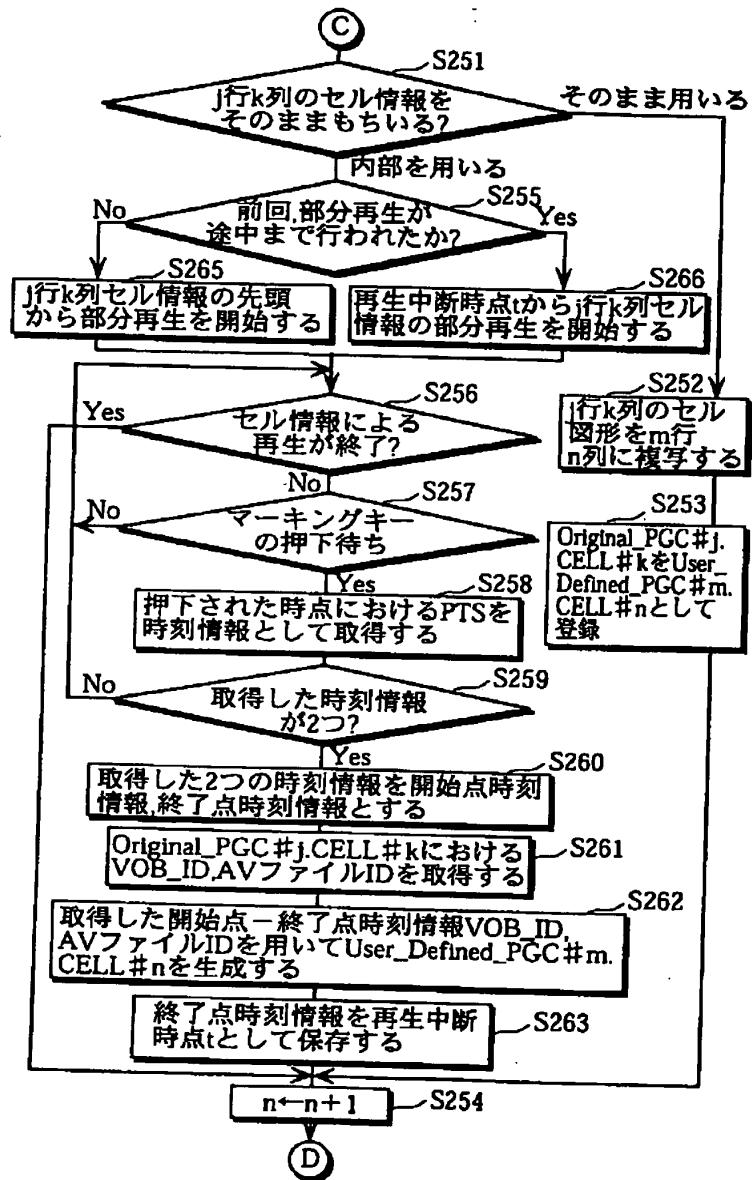 C
S251
j行k列のセル情報を
そのままもちいる?
そのまま用いる
内部を用いる
S255
No
前回,部分再生が
途中まで行われたか?
Yes
S265
j行k列セル情報の先頭
から部分再生を開始する
S266
再生中断時点tからj行k列セル
情報の部分再生を開始する
S256
Yes
セル情報による
再生が終了?
No
S252
j行k列のセル
図形をm行
n列に複写する
S257
No
マーキングキー
の押下待ち
Yes
S253
Original_PGC#j.
CELL#kをUser_
Defined_PGC#m.
CELL#nとして
登録
S258
押下された時点におけるPTSを
時刻情報として取得する
S259
No
取得した時刻情報
が2つ?
Yes
S260
取得した2つの時刻情報を開始点時刻
情報,終了点時刻情報とする
S261
Original_PGC#j.CELL#kにおける
VOB_ID,AVファイルIDを取得する
S262
取得した開始点－終了点時刻情報VOB_ID,
AVファイルIDを用いてUser_Defined_PGC#m.
CELL#nを生成する
S263
終了点時刻情報を再生中断
時点tとして保存する
n←n+1
S254
D